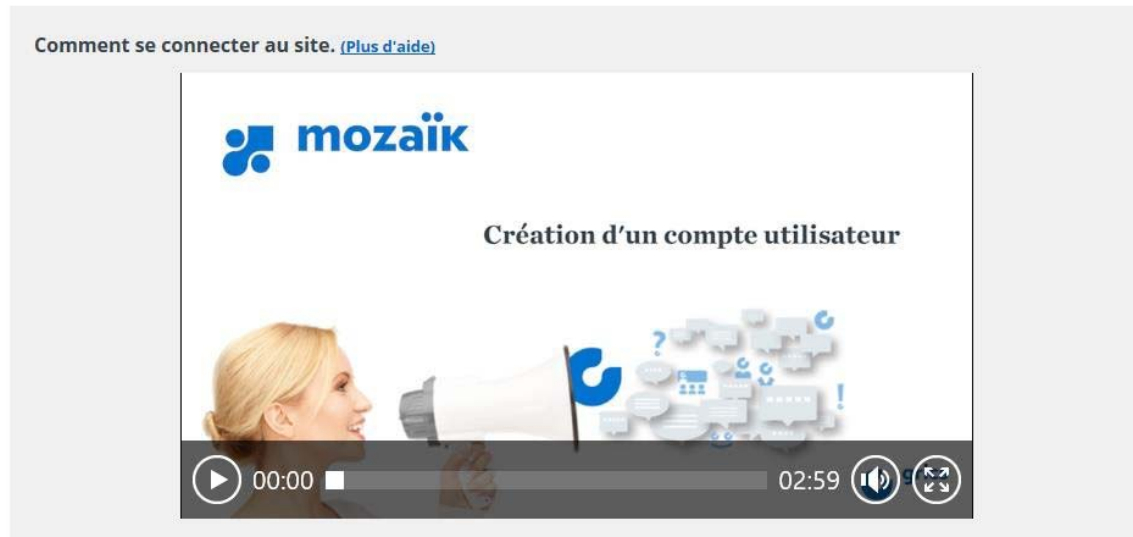 Comment se connecter au site. (Plus d'aide)
mozaïk
Création d'un compte utilisateur
?
!
00:00
02:59